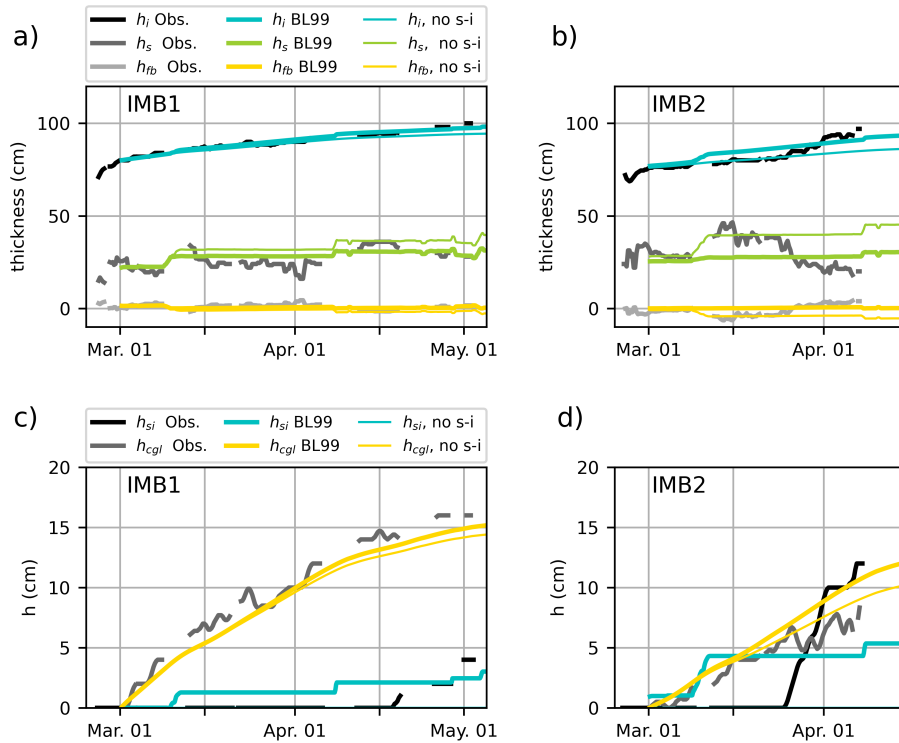 a)
h_i Obs. h_i BL99 h_i, no s-i
h_s Obs. h_s BL99 h_s, no s-i
h_fb Obs. h_fb BL99 h_fb, no s-i
b)
IMB1
IMB2
thickness (cm)
100
50
0
Mar. 01 Apr. 01 May. 01
thickness (cm)
100
50
0
Mar. 01 Apr. 01
c)
h_si Obs. h_si BL99 h_si, no s-i
h_cgl Obs. h_cgl BL99 h_cgl, no s-i
d)
IMB1
IMB2
h (cm)
20
15
10
5
0
Mar. 01 Apr. 01 May. 01
h (cm)
20
15
10
5
0
Mar. 01 Apr. 01